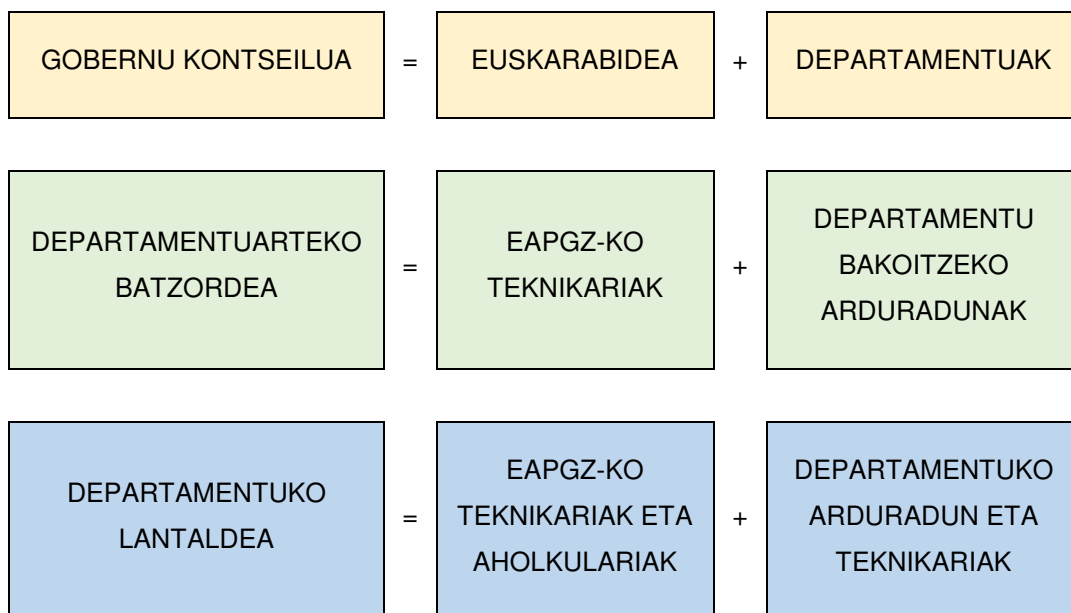 GOBERNU KONTSEILUA = EUSKARABIDEA + DEPARTAMENTUAK
DEPARTAMENTUARTEKO
BATZORDEA
=
EAPGZ-KO
TEKNIKARIAK
+
DEPARTAMENTU
BAKOITZEKO
ARDURADUNAK
DEPARTAMENTUKO
LANTALDEA
=
EAPGZ-KO
TEKNIKARIAK ETA
AHOLKULARIAK
+
DEPARTAMENTUKO
ARDURADUN ETA
TEKNIKARIAK